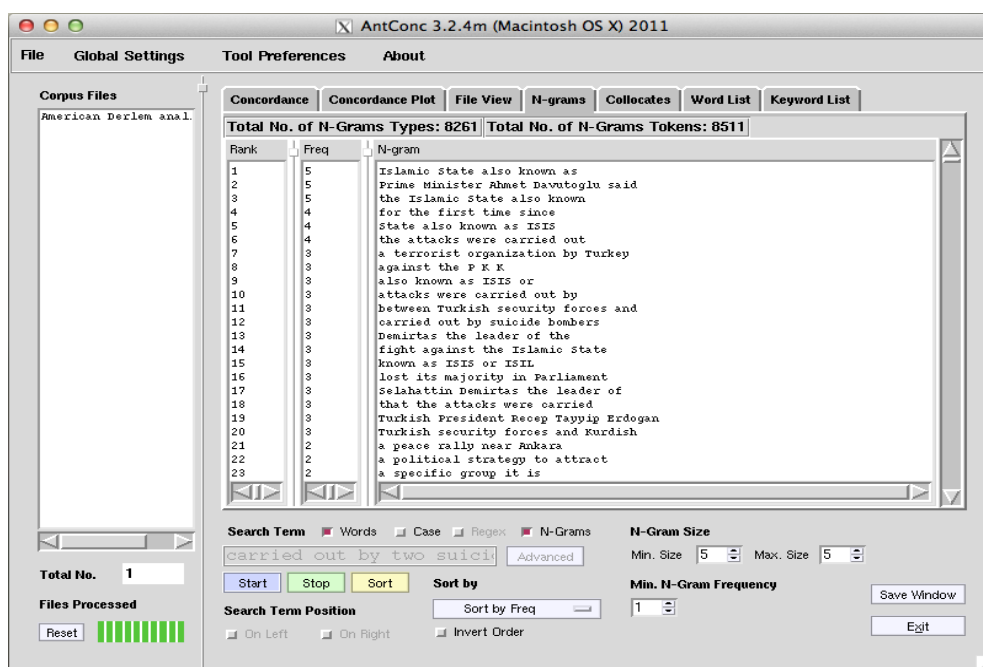 AntConc 3.2.4m (Macintosh OS X) 2011
File Global Settings Tool Preferences About
Corpus Files
American Derlem anal.
Total No. 1
Files Processed
Reset
Concordance Concordance Plot File View N-grams Collocates Word List Keyword List
Total No. of N-Grams Types: 8261 Total No. of N-Grams Tokens: 8511
Rank Freq N-gram
1 5 Islamic State also known as
2 5 Prime Minister Ahmet Davutoglu said
3 5 the Islamic State also known
4 4 for the first time since
5 4 State also known as ISIS
6 4 the attacks were carried out
7 3 a terrorist organization by Turkey
8 3 against the P K K
9 3 also known as ISIS or
10 3 attacks were carried out by
11 3 between Turkish security forces and
12 3 carried out by suicide bombers
13 3 Demirtas the leader of the
14 3 fight against the Islamic State
15 3 known as ISIS or ISIL
16 3 lost its majority in Parliament
17 3 Selahattin Demirtas the leader of
18 3 that the attacks were carried
19 3 Turkish President Recep Tayyip Erdogan
20 3 Turkish security forces and Kurdish
21 2 a peace rally near Ankara
22 2 a political strategy to attract
23 2 a specific group it is
Search Term Words Case Regex N-Grams
carried out by two suici Advanced
Start Stop Sort
Search Term Position
On Left On Right
Sort by
Sort by Freq
Invert Order
N-Gram Size
Min. Size 5 Max. Size 5
Min. N-Gram Frequency
1
Save Window
Exit